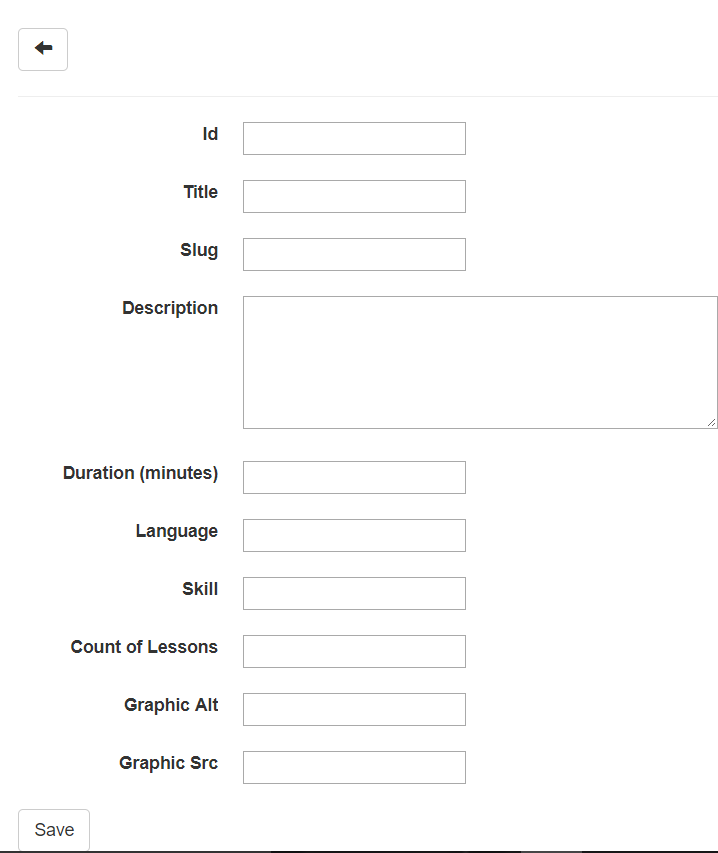 Id
Title
Slug
Description
Duration (minutes)
Language
Skill
Count of Lessons
Graphic Alt
Graphic Src
Save